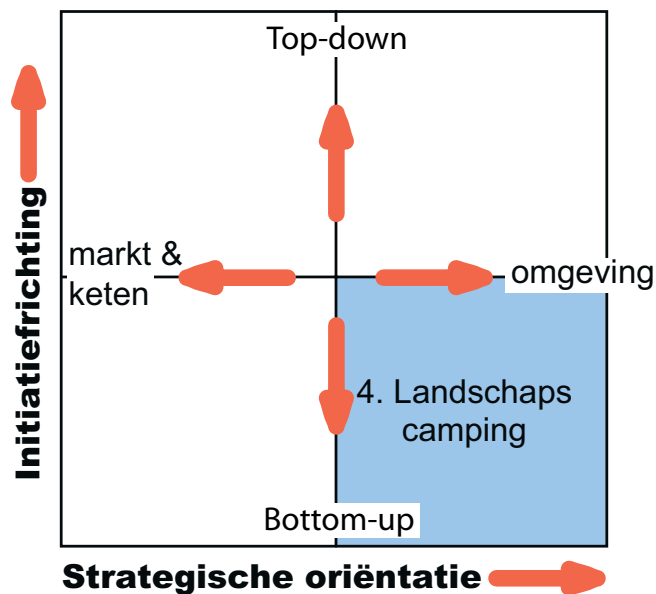 Top-down
Initiatiefrichting
markt &
keten
omgeving
4. Landschaps
camping
Bottom-up
Strategische oriëntatie